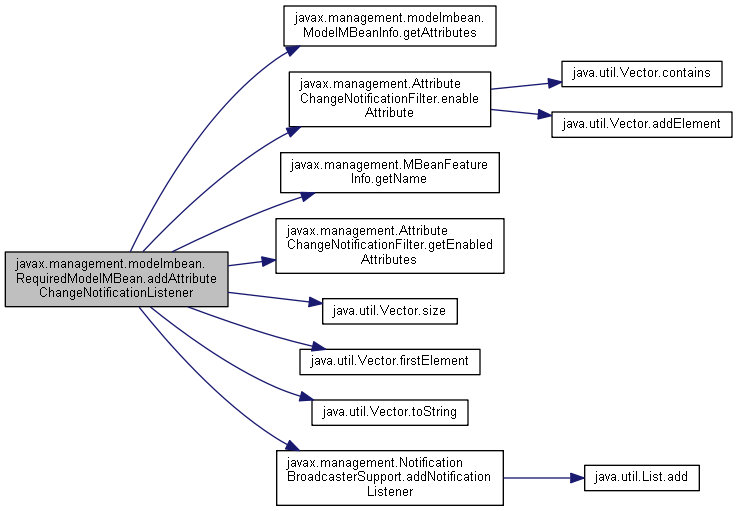 javax.management.modelmbean.
ModelMBeanInfo.getAttributes
javax.management.Attribute
ChangeNotificationFilter.enable
Attribute
java.util.Vector.contains
java.util.Vector.addElement
javax.management.MBeanFeature
Info.getName
javax.management.Attribute
ChangeNotificationFilter.getEnabled
Attributes
javax.management.modelmbean.
RequiredModelMBean.addAttribute
ChangeNotificationListener
java.util.Vector.size
java.util.Vector.firstElement
java.util.Vector.toString
javax.management.Notification
BroadcasterSupport.addNotification
Listener
java.util.List.add